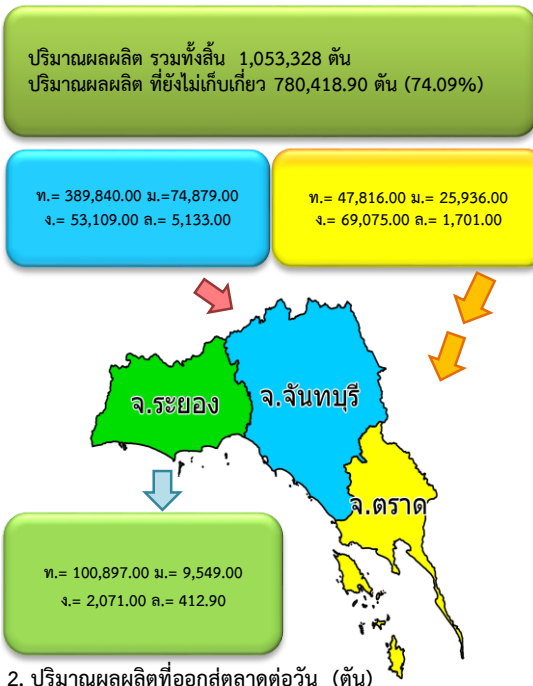 ปริมาณผลผลิต รวมทั้งสิ้น 1,053,328 ตัน
ปริมาณผลผลิต ที่ยังไม่เก็บเกี่ยว 780,418.90 ตัน (74.09%)
ท.= 389,840.00 ม.=74,879.00
ง.= 53,109.00 ล.= 5,133.00
ท.= 47,816.00 ม.= 25,936.00
ง.= 69,075.00 ล.= 1,701.00
จ.ระยอง
จ.จันทบุรี
จ.ตราด
ท.= 100,897.00 ม.= 9,549.00
ง.= 2,071.00 ล.= 412.90
2. ปริมาณผลผลิตที่ออกสู่ตลาดต่อวัน (ตัน)